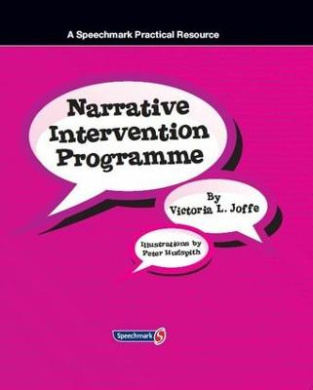 A Speechmark Practical Resource
Narrative
Intervention
Programme
By
Victoria L. Joffe
Illustrations by
Peter Hudspith
Speechmark